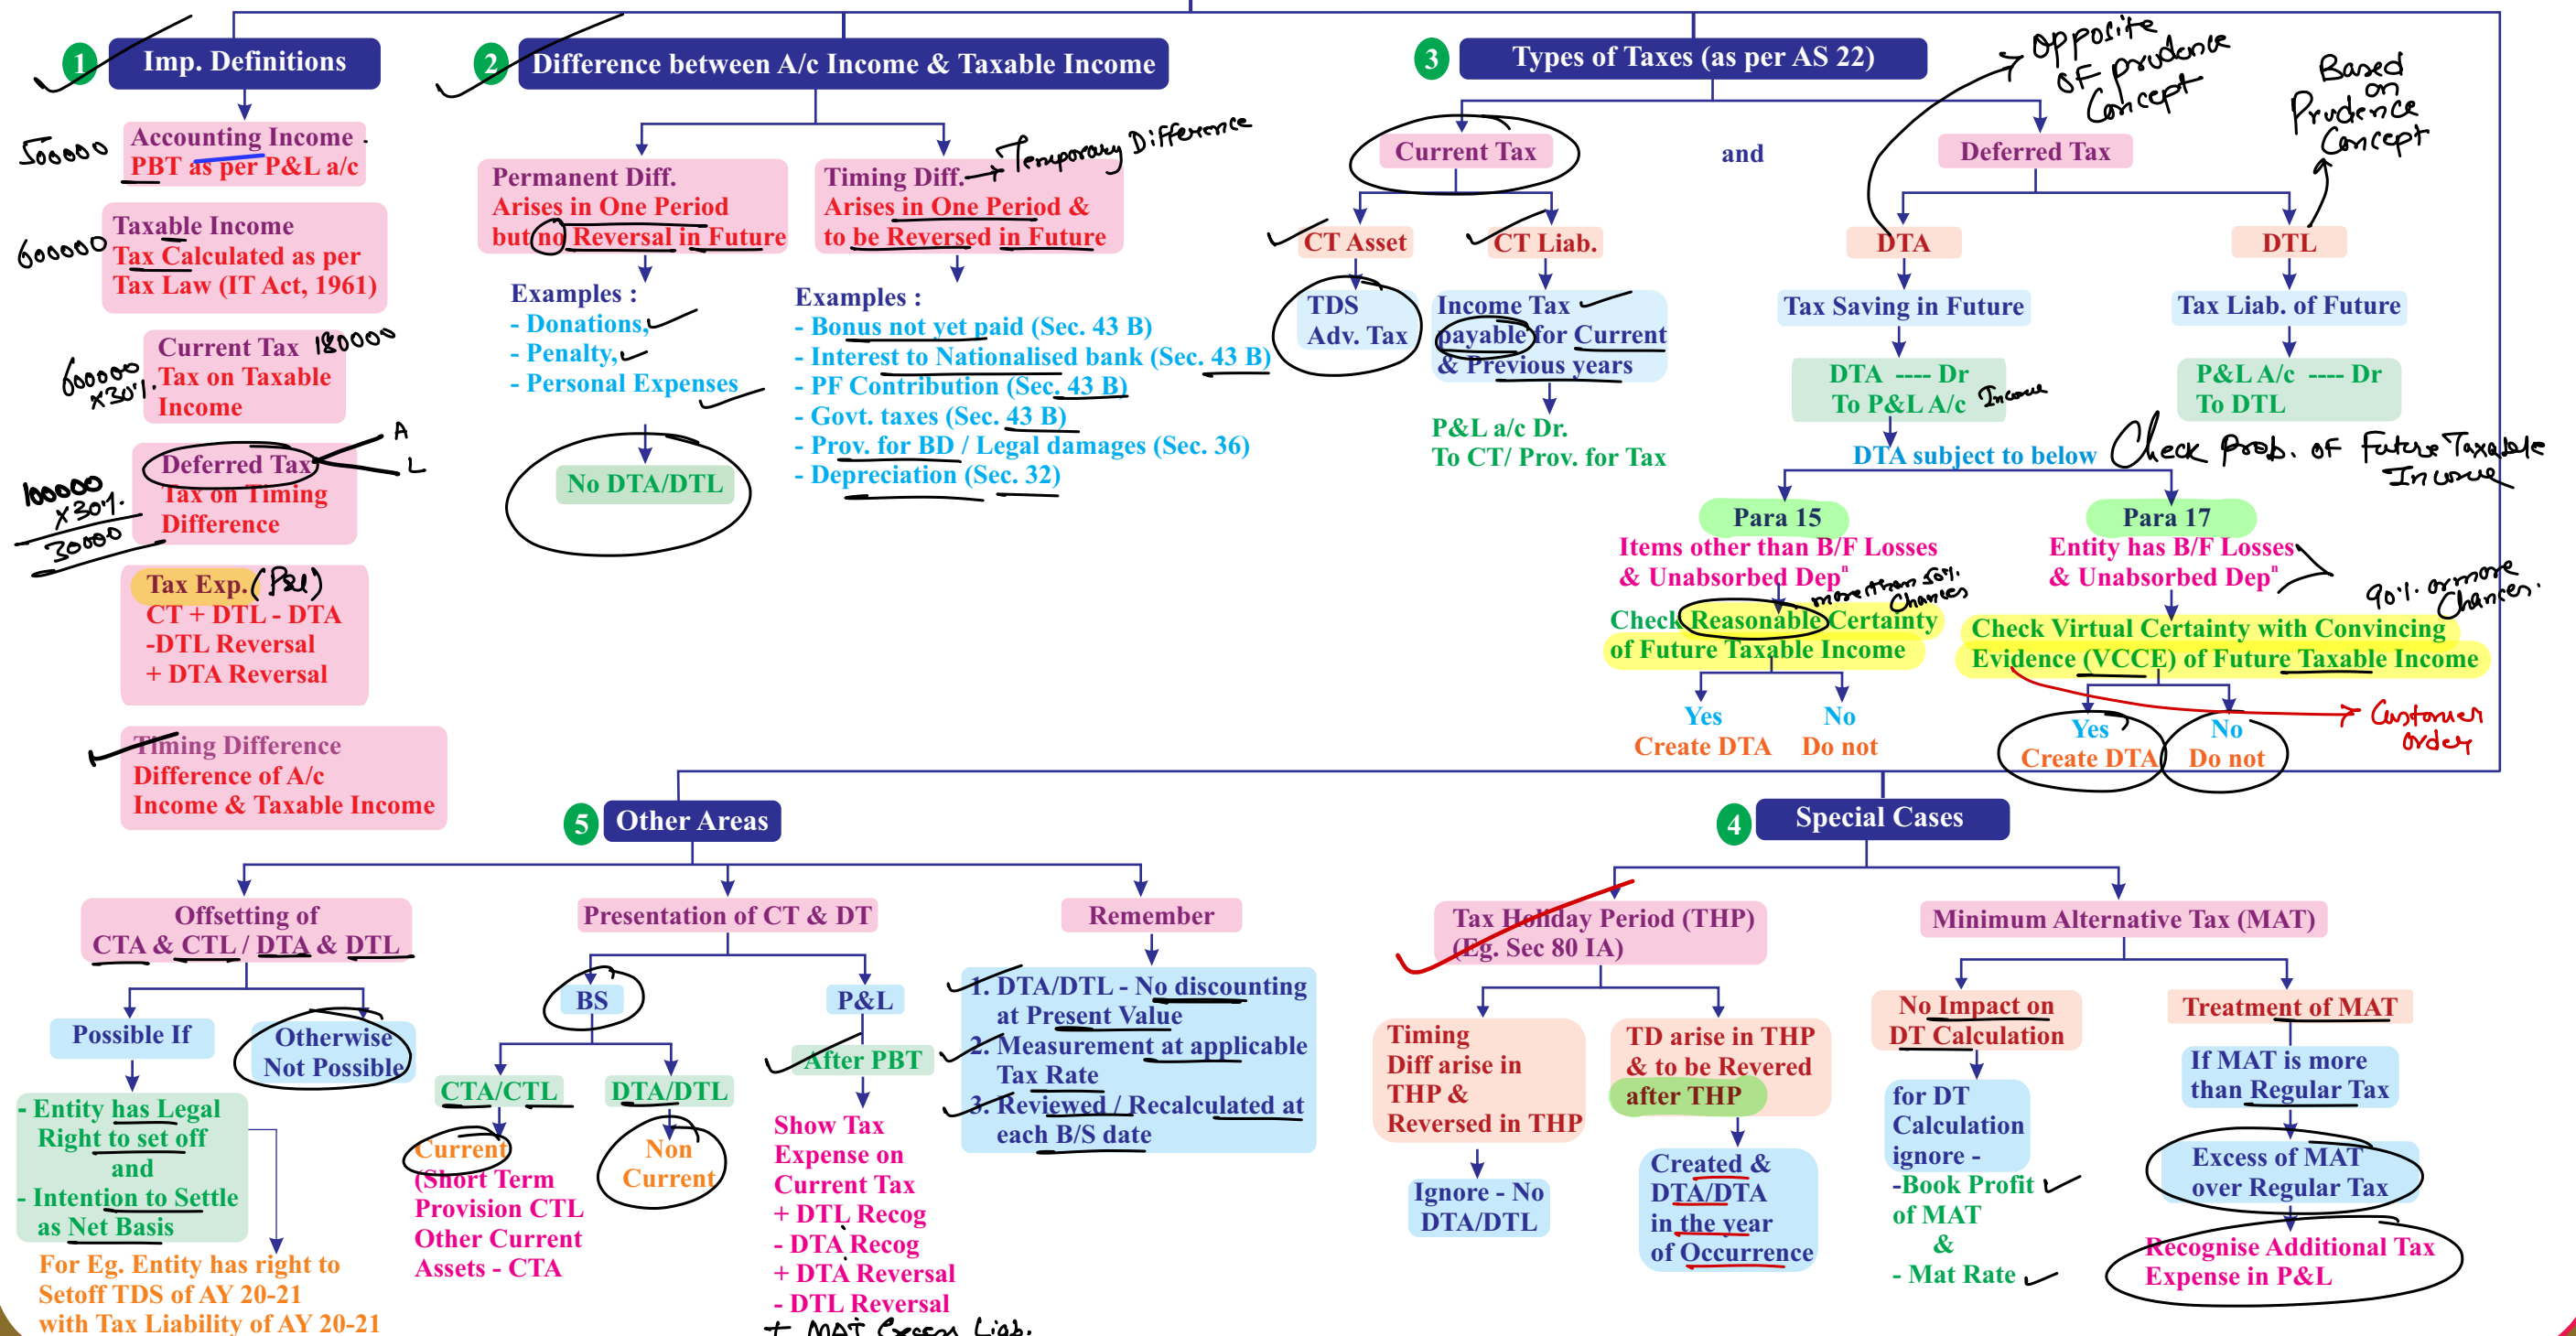 1 Imp. Definitions
Accounting Income
PBT as per P&L a/c
500000
Taxable Income
Tax Calculated as per
Tax Law (IT Act, 1961)
600000
Current Tax 180000
Tax on Taxable
Income
600000
x30%.
Deferred Tax
A
L
Tax on Timing
Difference
100000
x30%.
30000
Tax Exp. (P&L)
CT + DTL - DTA
-DTL Reversal
+ DTA Reversal
Timing Difference
Difference of A/c
Income & Taxable Income
2 Difference between A/c Income & Taxable Income
Permanent Diff.
Arises in One Period
but no Reversal in Future
Examples :
- Donations,
- Penalty,
- Personal Expenses
No DTA/DTL
Timing Diff. Temporary Difference
Arises in One Period &
to be Reversed in Future
Examples :
- Bonus not yet paid (Sec. 43 B)
- Interest to Nationalised bank (Sec. 43 B)
- PF Contribution (Sec. 43 B)
- Govt. taxes (Sec. 43 B)
- Prov. for BD / Legal damages (Sec. 36)
- Depreciation (Sec. 32)
3 Types of Taxes (as per AS 22)
Current Tax and Deferred Tax
CT Asset
TDS
Adv. Tax
CT Liab.
Income Tax
payable for Current
& Previous years
P&L a/c Dr.
To CT/ Prov. for Tax
opposite
OF prudence
Concept
DTA
Tax Saving in Future
DTA ---- Dr
To P&L A/c Income
Based
on
Prudence
Concept
DTL
Tax Liab. of Future
P&L A/c ---- Dr
To DTL
DTA subject to below
Check Prob. of Future Taxable
Income
Para 15
Items other than B/F Losses
& Unabsorbed Depⁿ
more than 50%.
Chances
Check Reasonable Certainty
of Future Taxable Income
Yes
Create DTA
No
Do not
Para 17
Entity has B/F Losses
& Unabsorbed Depⁿ
90%. or more
Chances.
Check Virtual Certainty with Convincing
Evidence (VCCE) of Future Taxable Income
Customer
order
Yes
Create DTA
No
Do not
5 Other Areas
Offsetting of
CTA & CTL / DTA & DTL
Possible If
- Entity has Legal
Right to set off
and
- Intention to Settle
as Net Basis
Otherwise
Not Possible
For Eg. Entity has right to
Setoff TDS of AY 20-21
with Tax Liability of AY 20-21
Presentation of CT & DT
BS
CTA/CTL
Current
(Short Term
Provision CTL
Other Current
Assets - CTA
DTA/DTL
Non
Current
P&L
After PBT
Show Tax
Expense on
Current Tax
+ DTL Recog
- DTA Recog
+ DTA Reversal
- DTL Reversal
+ MAT Excess Liab.
Remember
1. DTA/DTL - No discounting
at Present Value
2. Measurement at applicable
Tax Rate
3. Reviewed / Recalculated at
each B/S date
4 Special Cases
Tax Holiday Period (THP)
(Eg. Sec 80 IA)
Timing
Diff arise in
THP &
Reversed in THP
Ignore - No
DTA/DTL
TD arise in THP
& to be Revered
after THP
Created &
DTA/DTA
in the year
of Occurrence
Minimum Alternative Tax (MAT)
No Impact on
DT Calculation
for DT
Calculation
ignore -
-Book Profit
of MAT
&
- Mat Rate
Treatment of MAT
If MAT is more
than Regular Tax
Excess of MAT
over Regular Tax
Recognise Additional Tax
Expense in P&L